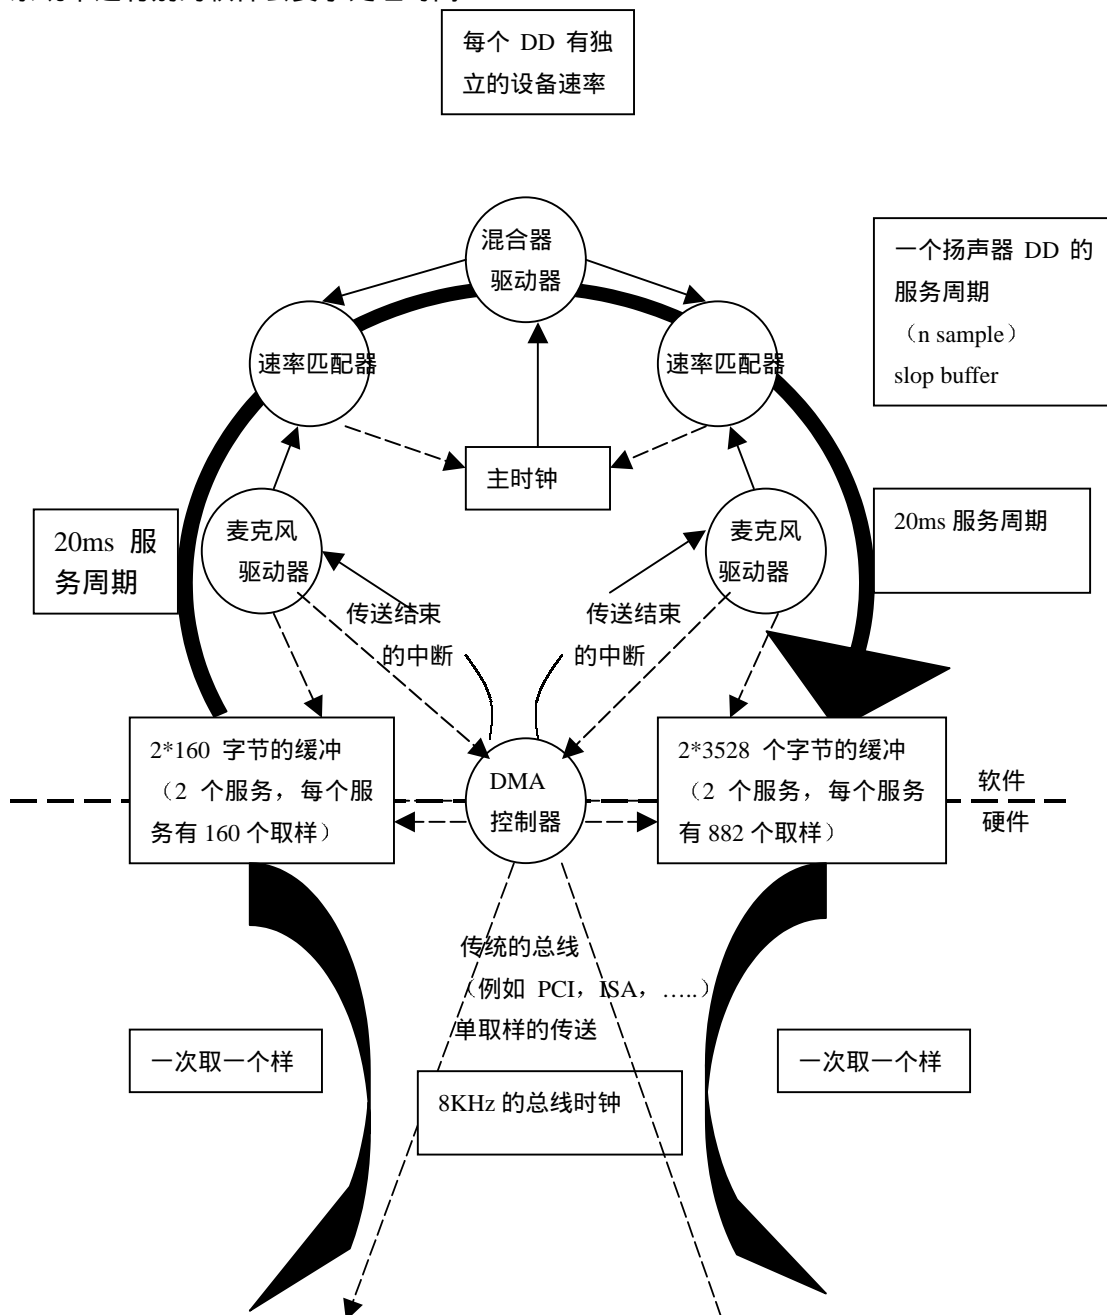 每个 DD 有独
立的设备速率
混合器
驱动器
一个扬声器 DD 的
服务周期
（n sample）
slop buffer
速率匹配器
速率匹配器
主时钟
20ms 服
务周期
麦克风
驱动器
麦克风
驱动器
20ms 服务周期
传送结束
的中断
传送结束
的中断
2*160 字节的缓冲
（2 个服务，每个服
务有 160 个取样）
DMA
控制器
2*3528 个字节的缓冲
（2 个服务，每个服务
有 882 个取样）
软件
硬件
传统的总线
（例如 PCI，ISA，…..）
单取样的传送
一次取一个样
8KHz 的总线时钟
一次取一个样